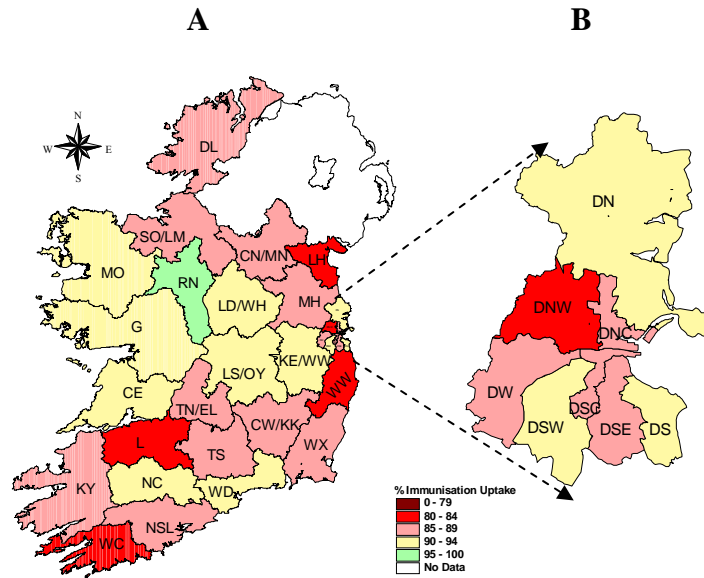 A B
N
W E
S
DL
SO/LM
CN/MN
LH
MO
RN
LD/WH
MH
G
LS/OY
KE/WW
WW
CE
TN/EL
CW/KK
L
TS
WX
KY
NC
WD
NSL
WC
DN
DNW
DNC
DW
DSW
DSC
DSE
DS
% Immunisation Uptake
0 - 79
80 - 84
85 - 89
90 - 94
95 - 100
No Data